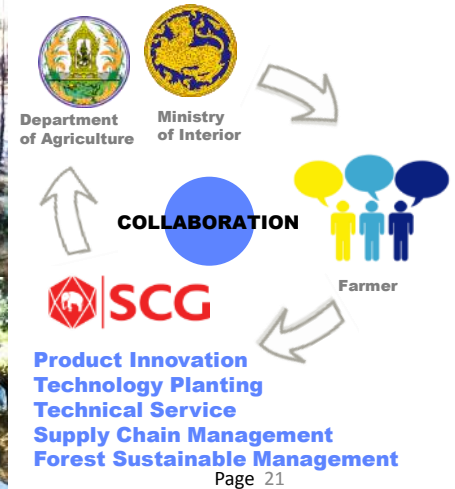 Department
of Agriculture
Ministry
of Interior
COLLABORATION
Farmer
SCG
Product Innovation
Technology Planting
Technical Service
Supply Chain Management
Forest Sustainable Management
Page 21